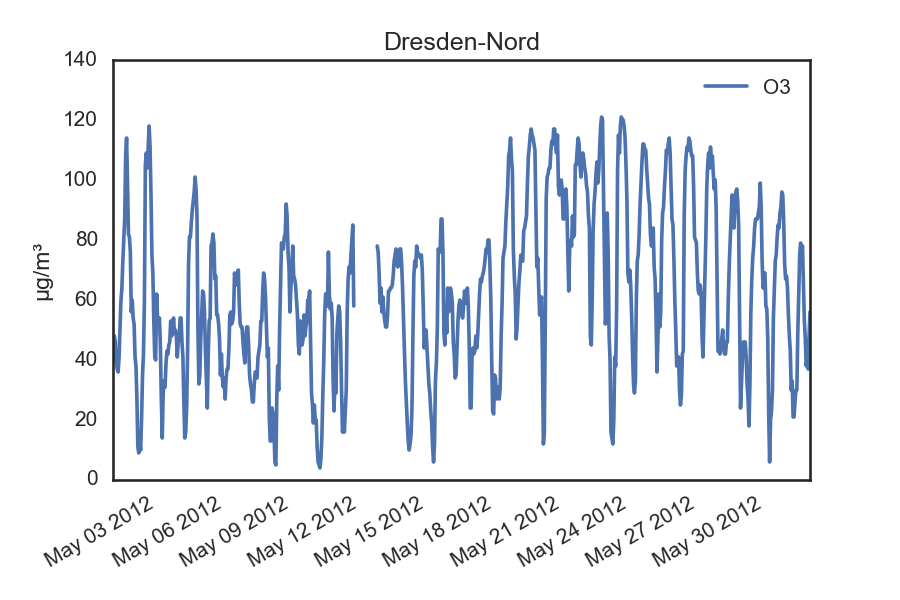 Dresden-Nord
O3
µg/m³
140
120
100
80
60
40
20
0
May 03 2012
May 06 2012
May 09 2012
May 12 2012
May 15 2012
May 18 2012
May 21 2012
May 24 2012
May 27 2012
May 30 2012